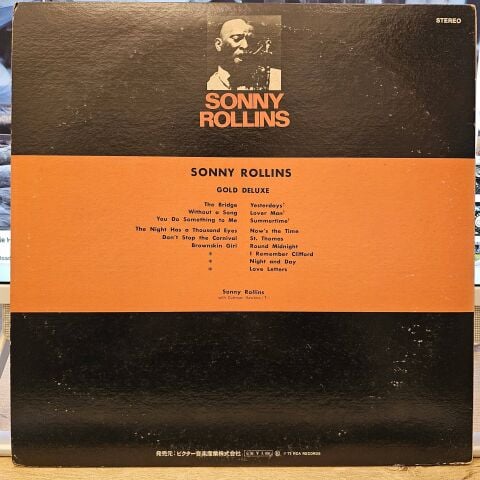 STEREO
SONNY
ROLLINS
SONNY ROLLINS
GOLD DELUXE
The Bridge
Without a Song
You Do Something to Me
The Night Has a Thousand Eyes
Don't Stop the Carnival
Brownskin Girl
*
*
*
Yesterdays'
Lover Man'
Summertime'
Now's the Time
St. Thomas
Round Midnight
I Remember Clifford
Night and Day
Love Letters
Sonny Rollins
with Coleman Hawkins
発売元:ビクター音楽産業株式会社
RCA RECORDS